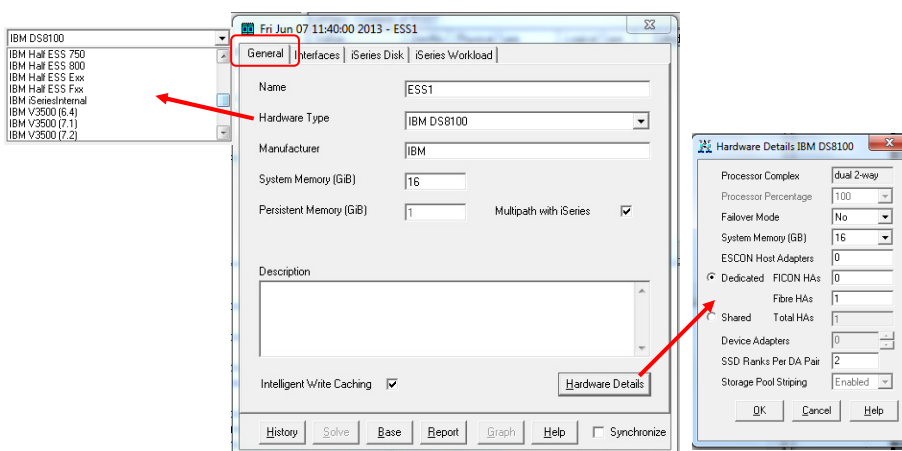 IBM DS8100
IBM Half ESS 750
IBM Half ESS 800
IBM Half ESS Exx
IBM Half ESS Fxx
IBM iSeriesInternal
IBM V3500 (6.4)
IBM V3500 (7.1)
IBM V3500 (7.2)
Fri Jun 07 11:40:00 2013 - ESS1
General Interfaces iSeries Disk iSeries Workload
Name ESS1
Hardware Type IBM DS8100
Manufacturer IBM
System Memory (GiB) 16
Persistent Memory (GiB) 1 Multipath with iSeries
Description
Intelligent Write Caching Hardware Details
History Solve Base Report Graph Help Synchronize
Hardware Details IBM DS8100
Processor Complex dual 2-way
Processor Percentage 100
Failover Mode No
System Memory (GB) 16
ESCON Host Adapters 0
Dedicated FICON HAs 0
Fibre HAs 1
Shared Total HAs 1
Device Adapters 0
SSD Ranks Per DA Pair 2
Storage Pool Striping Enabled
OK Cancel Help